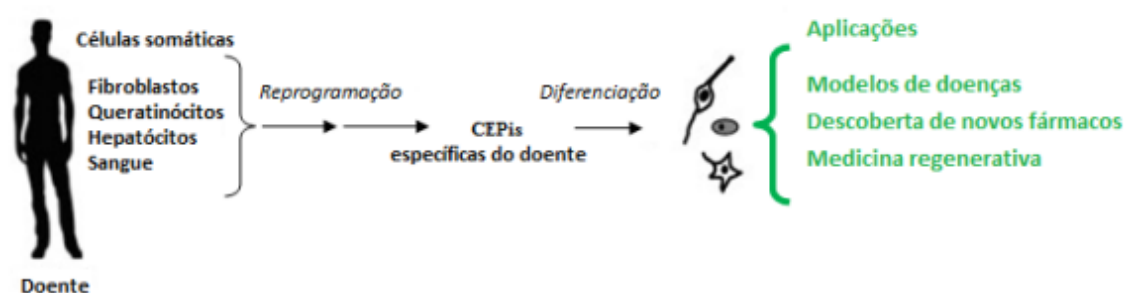 Células somáticas
Fibroblastos
Queratinócitos
Hepatócitos
Sangue
Doente
Reprogramação
CEPis
específicas do doente
Diferenciação
Aplicações
Modelos de doenças
Descoberta de novos fármacos
Medicina regenerativa